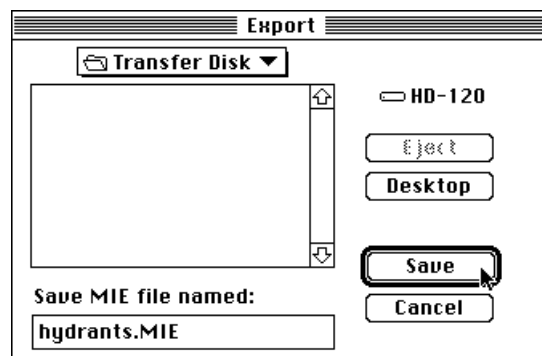 Export
Transfer Disk
HD-120
Eject
Desktop
Save
Cancel
Save MIE file named:
hydrants.MIE